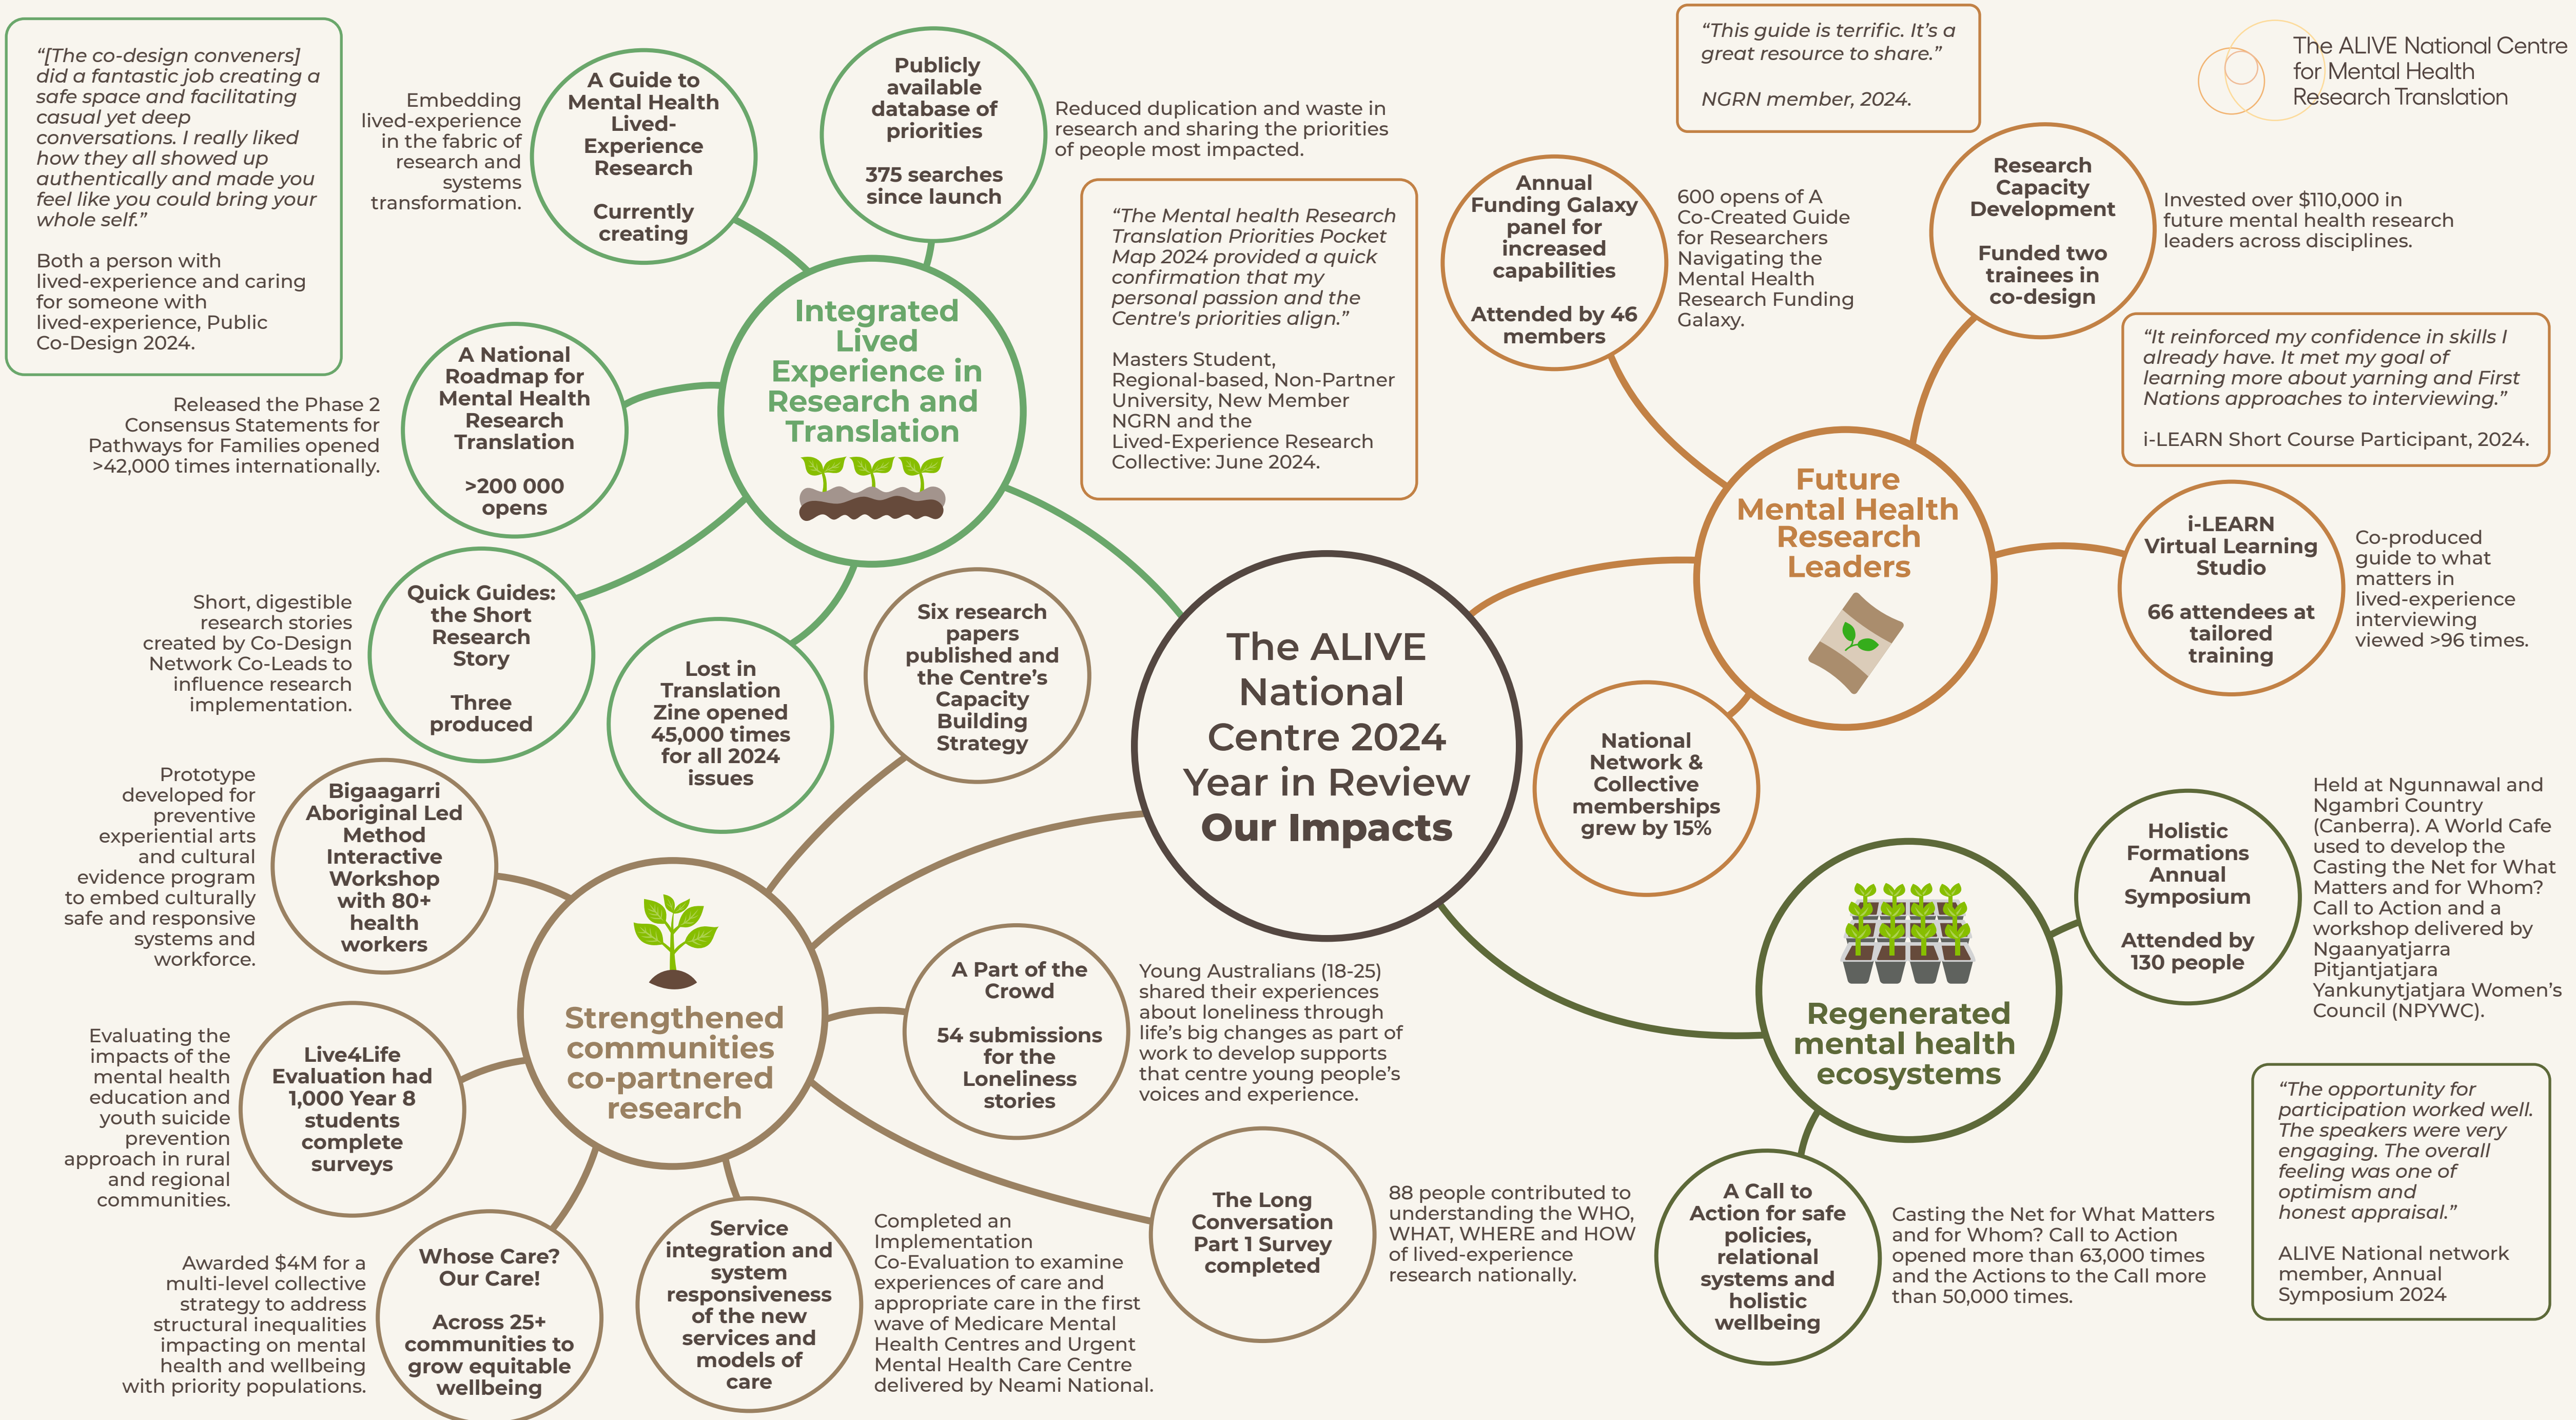 “[The co-design conveners]
did a fantastic job creating a
safe space and facilitating
casual yet deep
conversations. I really liked
how they all showed up
authentically and made you
feel like you could bring your
whole self.”
Both a person with
lived-experience and caring
for someone with
lived-experience, Public
Co-Design 2024.
Embedding
lived-experience
in the fabric of
research and
systems
transformation.
A Guide to
Mental Health
Lived-
Experience
Research
Currently
creating
Publicly
available
database of
priorities
375 searches
since launch
Reduced duplication and waste in
research and sharing the priorities
of people most impacted.
“The Mental health Research
Translation Priorities Pocket
Map 2024 provided a quick
confirmation that my
personal passion and the
Centre's priorities align.”
Masters Student,
Regional-based, Non-Partner
University, New Member
NGRN and the
Lived-Experience Research
Collective: June 2024.
“This guide is terrific. It’s a
great resource to share.”
NGRN member, 2024.
The ALIVE National Centre
for Mental Health
Research Translation
Annual
Funding Galaxy
panel for
increased
capabilities
Attended by 46
members
600 opens of A
Co-Created Guide
for Researchers
Navigating the
Mental Health
Research Funding
Galaxy.
Research
Capacity
Development
Funded two
trainees in
co-design
Invested over $110,000 in
future mental health research
leaders across disciplines.
“It reinforced my confidence in skills I
already have. It met my goal of
learning more about yarning and First
Nations approaches to interviewing.”
i-LEARN Short Course Participant, 2024.
Integrated
Lived
Experience in
Research and
Translation
Released the Phase 2
Consensus Statements for
Pathways for Families opened
>42,000 times internationally.
A National
Roadmap for
Mental Health
Research
Translation
>200 000
opens
Short, digestible
research stories
created by Co-Design
Network Co-Leads to
influence research
implementation.
Quick Guides:
the Short
Research
Story
Three
produced
Lost in
Translation
Zine opened
45,000 times
for all 2024
issues
Six research
papers
published and
the Centre’s
Capacity
Building
Strategy
The ALIVE
National
Centre 2024
Year in Review
Our Impacts
Future
Mental Health
Research
Leaders
i-LEARN
Virtual Learning
Studio
66 attendees at
tailored
training
Co-produced
guide to what
matters in
lived-experience
interviewing
viewed >96 times.
National
Network &
Collective
memberships
grew by 15%
Prototype
developed for
preventive
experiential arts
and cultural
evidence program
to embed culturally
safe and responsive
systems and
workforce.
Bigaagarri
Aboriginal Led
Method
Interactive
Workshop
with 80+
health
workers
Strengthened
communities
co-partnered
research
A Part of the
Crowd
54 submissions
for the
Loneliness
stories
Young Australians (18-25)
shared their experiences
about loneliness through
life’s big changes as part of
work to develop supports
that centre young people’s
voices and experience.
Regenerated
mental health
ecosystems
Holistic
Formations
Annual
Symposium
Attended by
130 people
Held at Ngunnawal and
Ngambri Country
(Canberra). A World Cafe
used to develop the
Casting the Net for What
Matters and for Whom?
Call to Action and a
workshop delivered by
Ngaanyatjarra
Pitjantjatjara
Yankunytjatjara Women’s
Council (NPYWC).
Evaluating the
impacts of the
mental health
education and
youth suicide
prevention
approach in rural
and regional
communities.
Live4Life
Evaluation had
1,000 Year 8
students
complete
surveys
Awarded $4M for a
multi-level collective
strategy to address
structural inequalities
impacting on mental
health and wellbeing
with priority populations.
Whose Care?
Our Care!
Across 25+
communities to
grow equitable
wellbeing
Service
integration and
system
responsiveness
of the new
services and
models of
care
Completed an
Implementation
Co-Evaluation to examine
experiences of care and
appropriate care in the first
wave of Medicare Mental
Health Centres and Urgent
Mental Health Care Centre
delivered by Neami National.
The Long
Conversation
Part 1 Survey
completed
88 people contributed to
understanding the WHO,
WHAT, WHERE and HOW
of lived-experience
research nationally.
A Call to
Action for safe
policies,
relational
systems and
holistic
wellbeing
Casting the Net for What Matters
and for Whom? Call to Action
opened more than 63,000 times
and the Actions to the Call more
than 50,000 times.
“The opportunity for
participation worked well.
The speakers were very
engaging. The overall
feeling was one of
optimism and
honest appraisal.”
ALIVE National network
member, Annual
Symposium 2024